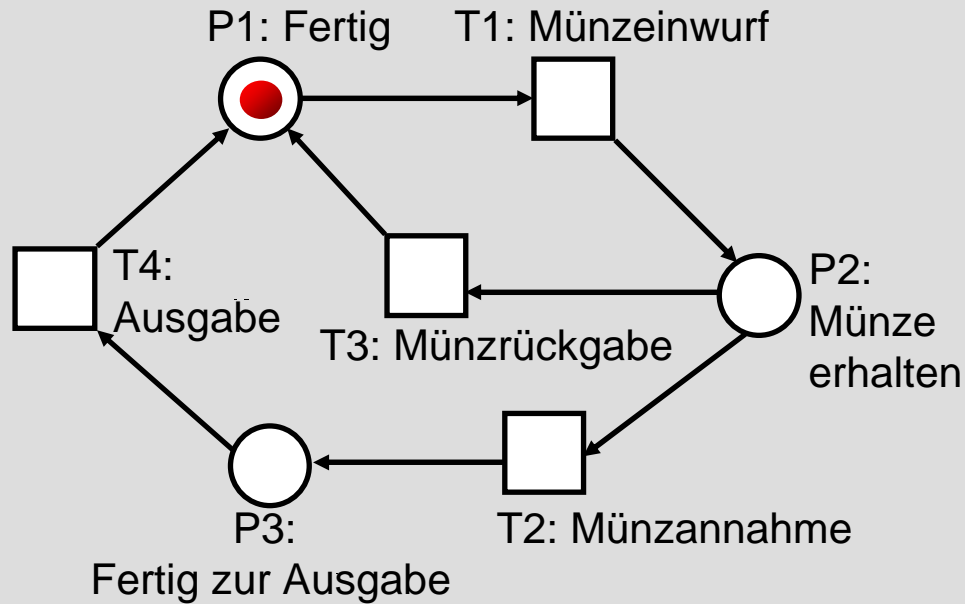 P1: Fertig
T1: Münzeinwurf
T4:
Ausgabe
P2:
Münze
erhalten
T3: Münzrückgabe
P3:
Fertig zur Ausgabe
T2: Münzannahme